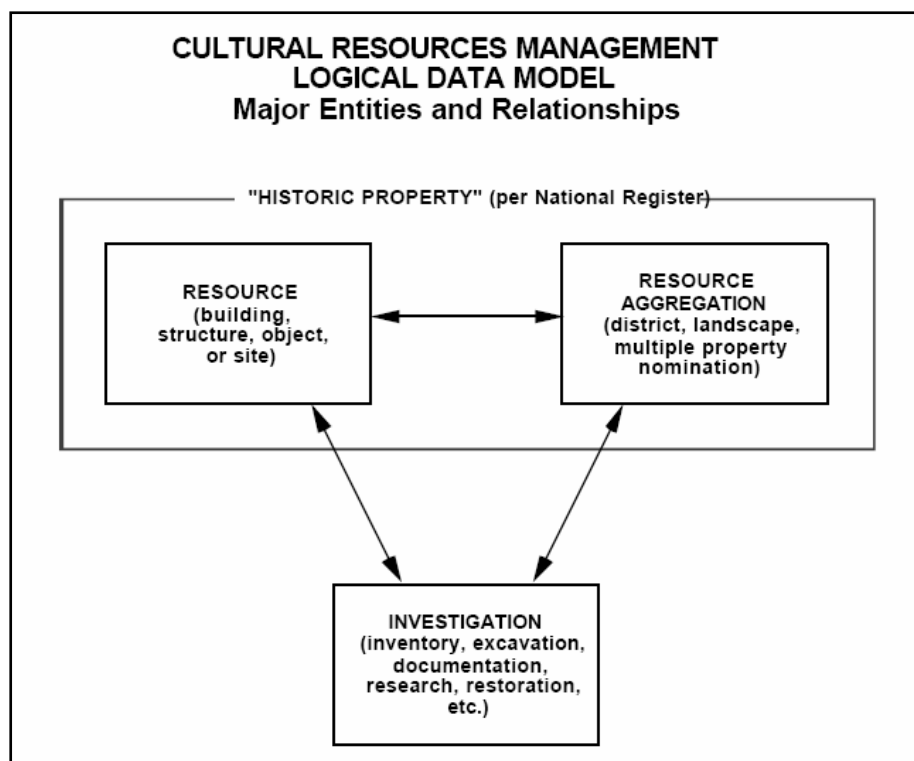 CULTURAL RESOURCES MANAGEMENT
LOGICAL DATA MODEL
Major Entities and Relationships
"HISTORIC PROPERTY" (per National Register)
RESOURCE
(building,
structure, object,
or site)
RESOURCE
AGGREGATION
(district, landscape,
multiple property
nomination)
INVESTIGATION
(inventory, excavation,
documentation,
research, restoration,
etc.)